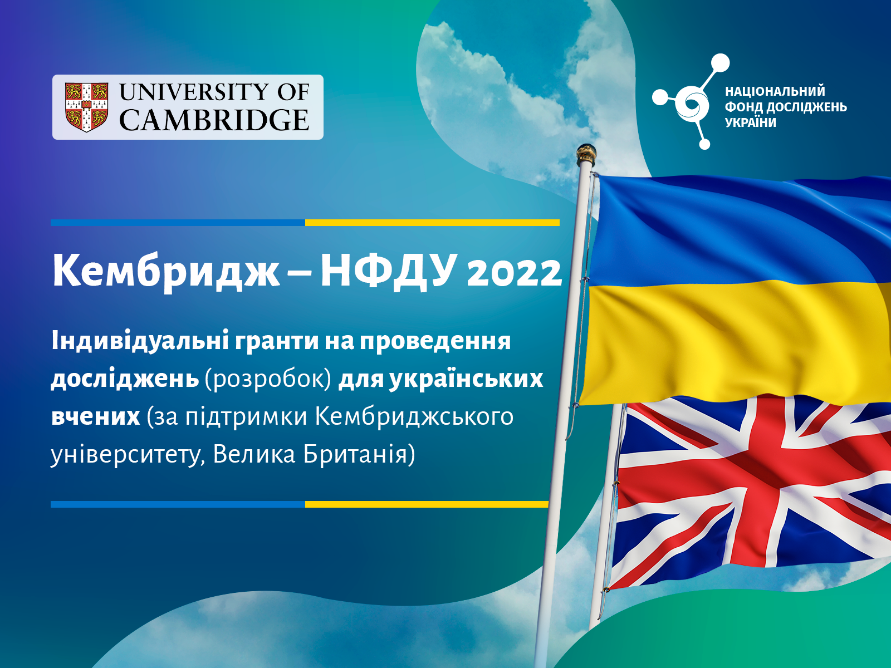 UNIVERSITY OF
CAMBRIDGE
НАЦІОНАЛЬНИЙ
ФОНД ДОСЛІДЖЕНЬ
УКРАЇНИ
Кембридж – НФДУ 2022
Індивідуальні гранти на проведення
досліджень (розробок) для українських
вчених (за підтримки Кембриджського
університету, Велика Британія)